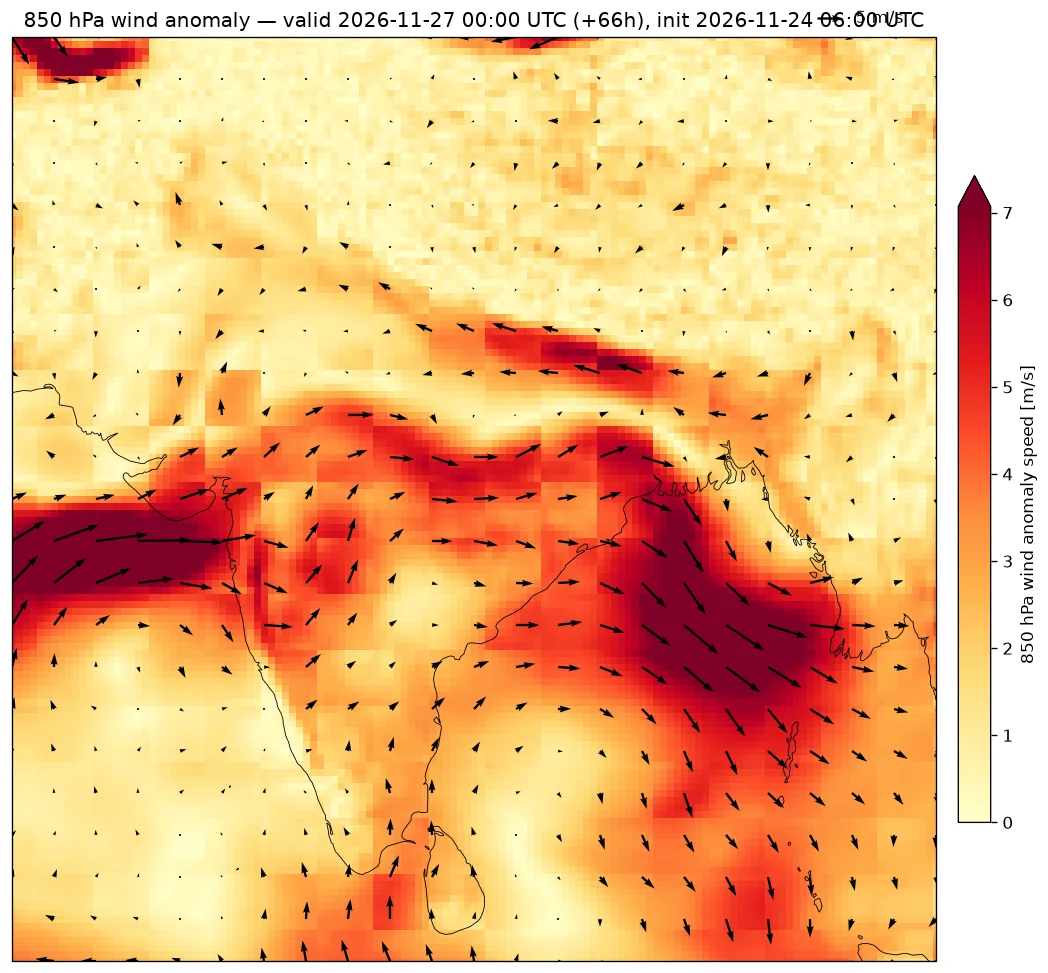 850 hPa wind anomaly — valid 2026-11-27 00:00 UTC (+66h), init 2026-11-24 06:00 UTC
5 m/s
7
6
5
4
3
2
1
0
850 hPa wind anomaly speed [m/s]